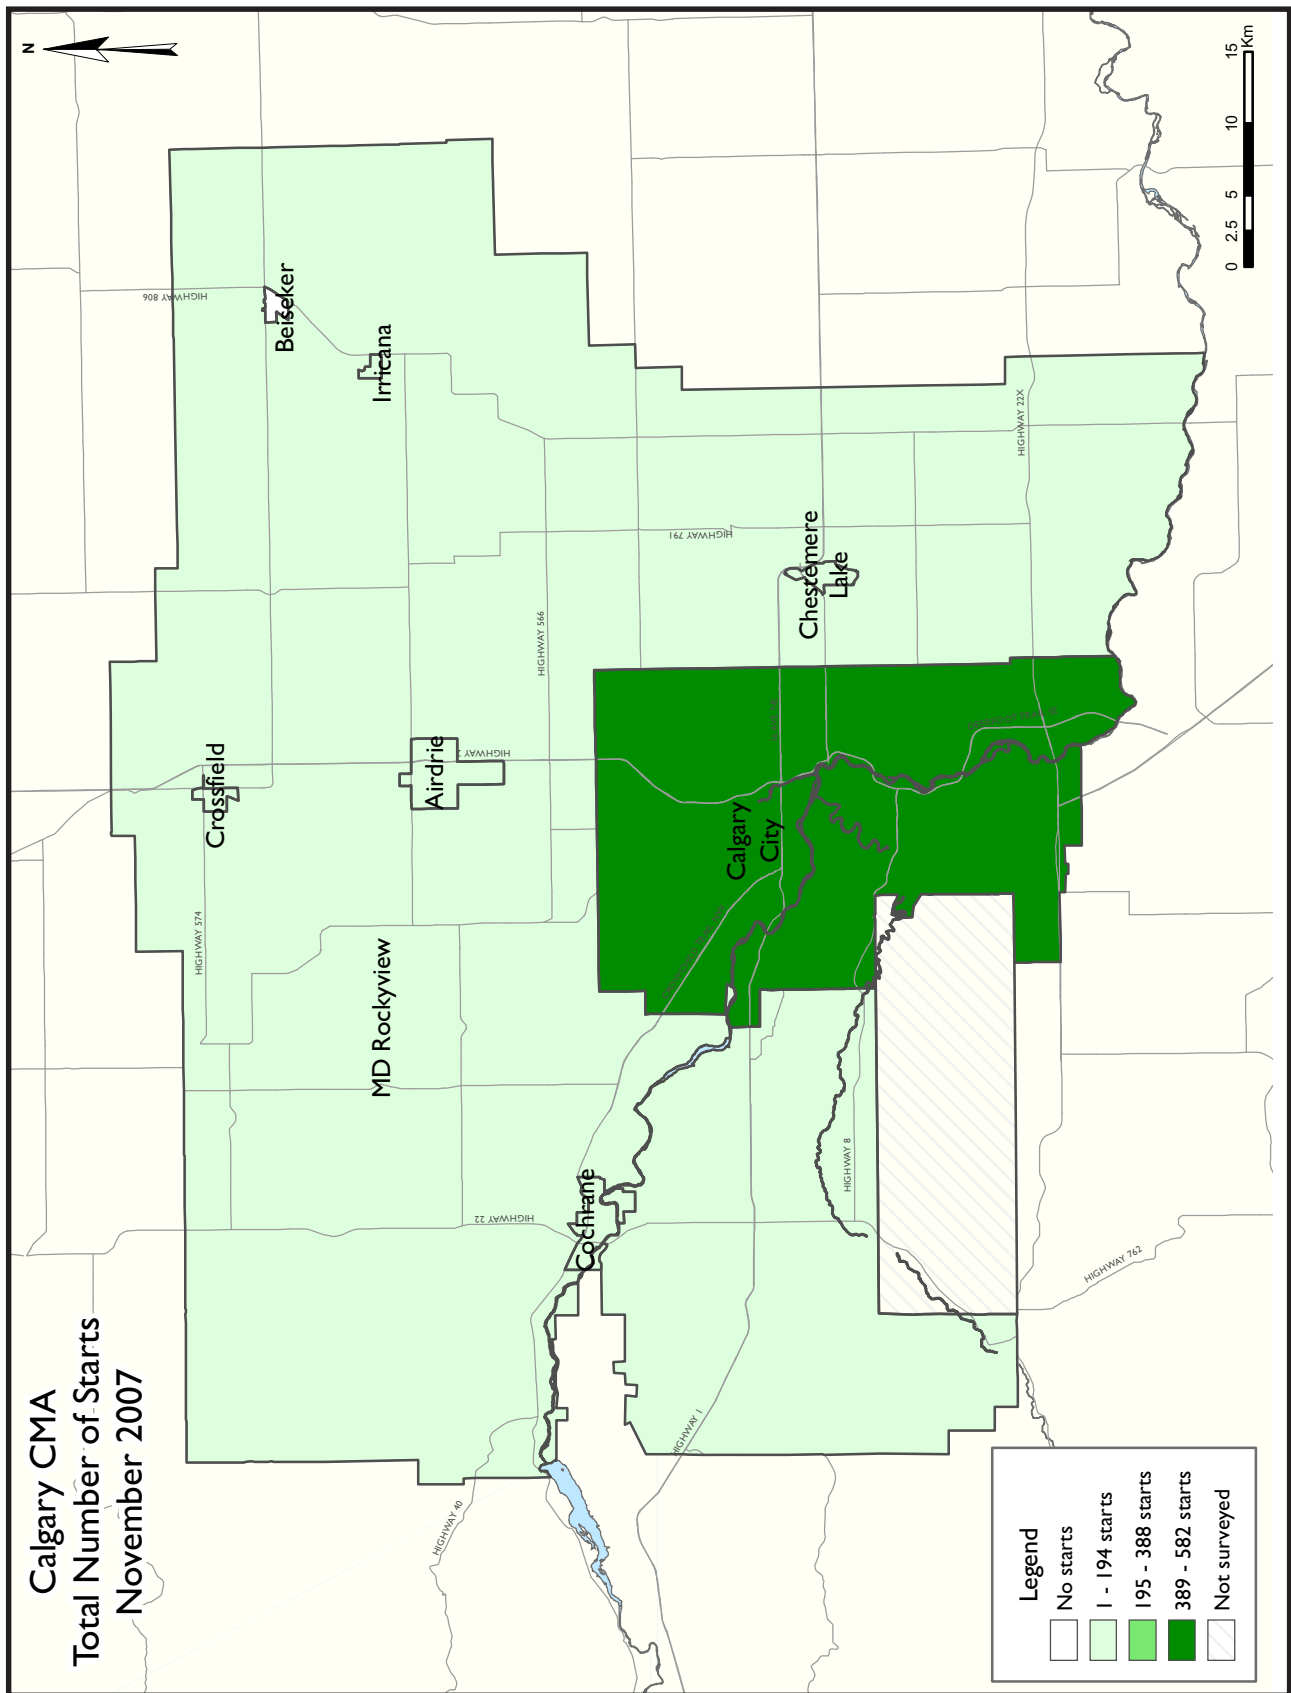 Calgary CMA
Total Number of Starts
November 2007
N
HIGHWAY 806
Beiseker
Irricana
HIGHWAY 574
Crossfield
HIGHWAY 2
Airdrie
HIGHWAY 566
MD Rockyview
HIGHWAY 22
Cochrane
HIGHWAY 40
HIGHWAY 1
HIGHWAY 791
Chestemere
Lake
Calgary
City
HIGHWAY 22X
HIGHWAY 8
HIGHWAY 762
Legend
No starts
1 - 194 starts
195 - 388 starts
389 - 582 starts
Not surveyed
0 2.5 5 10 15
Km